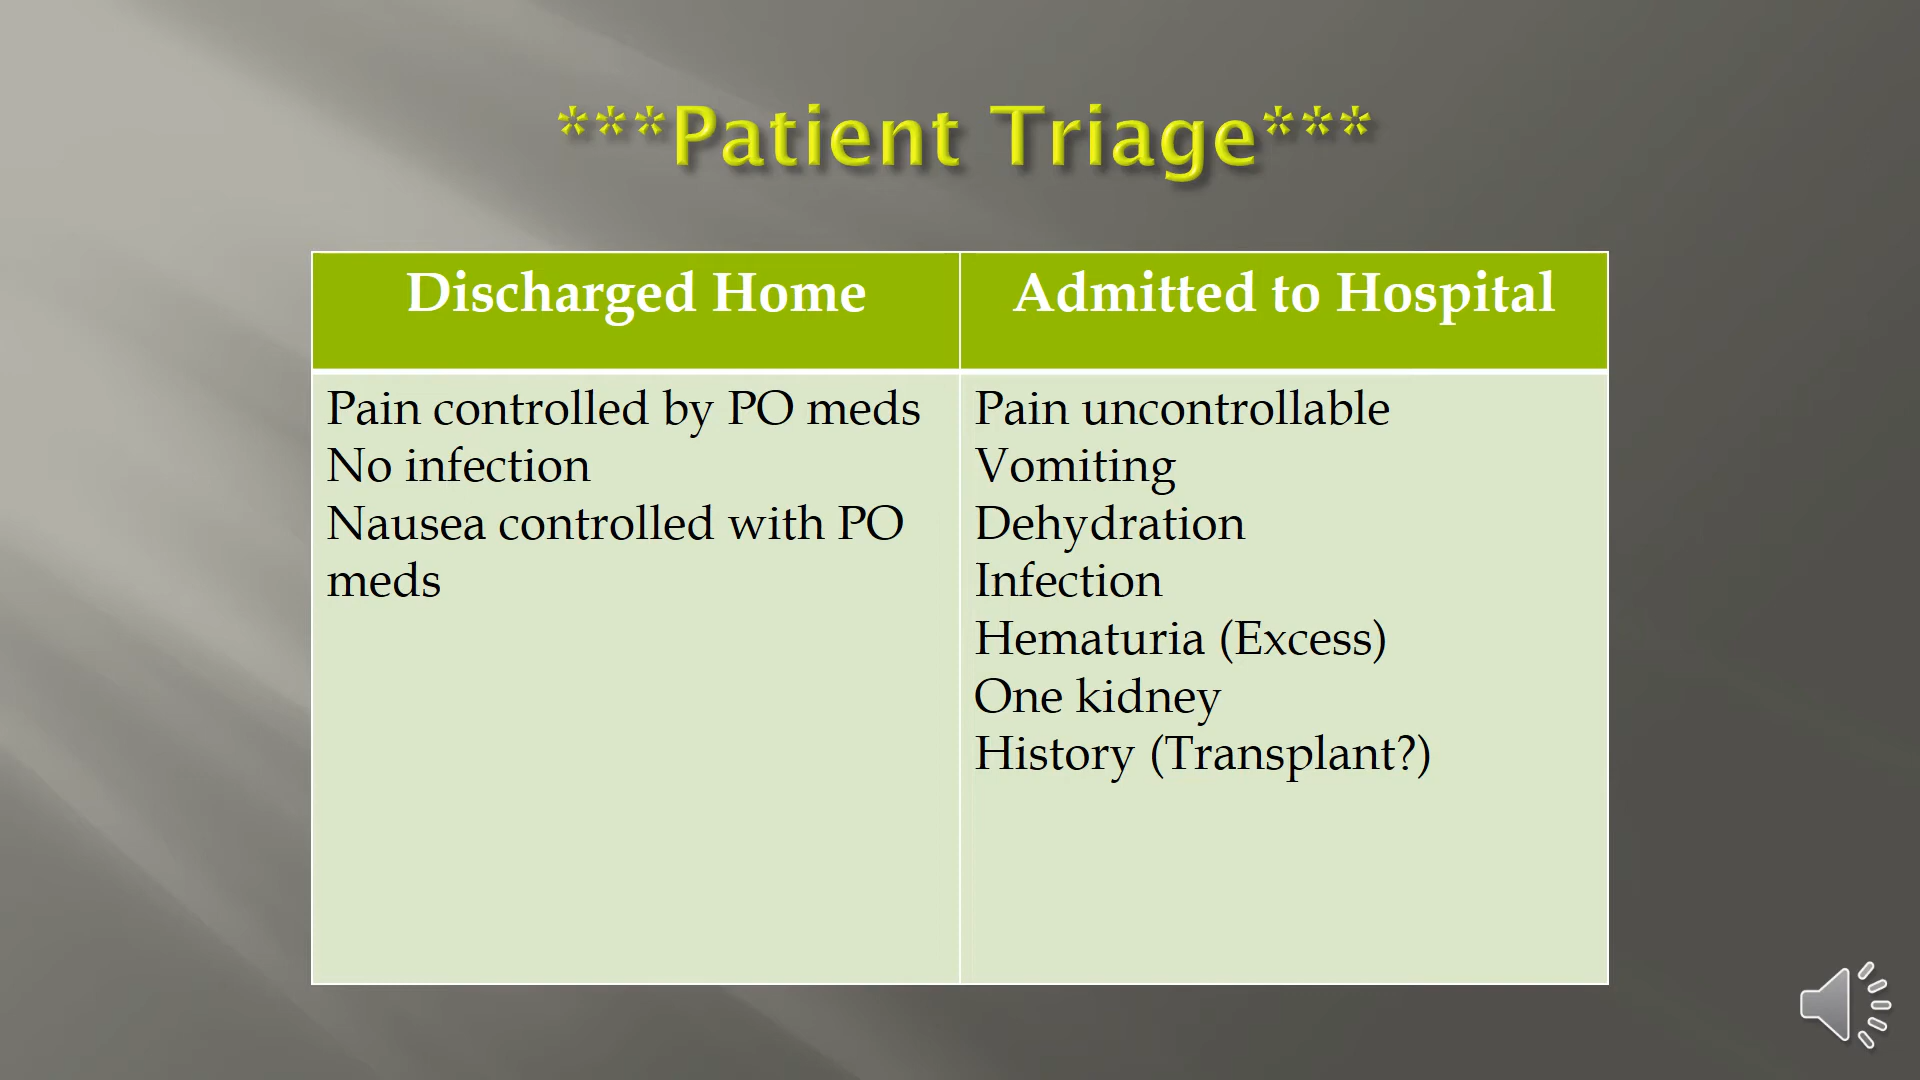 ***Patient Triage***
Discharged Home
Admitted to Hospital
Pain controlled by PO meds
No infection
Nausea controlled with PO
meds
Pain uncontrollable
Vomiting
Dehydration
Infection
Hematuria (Excess)
One kidney
History (Transplant?)